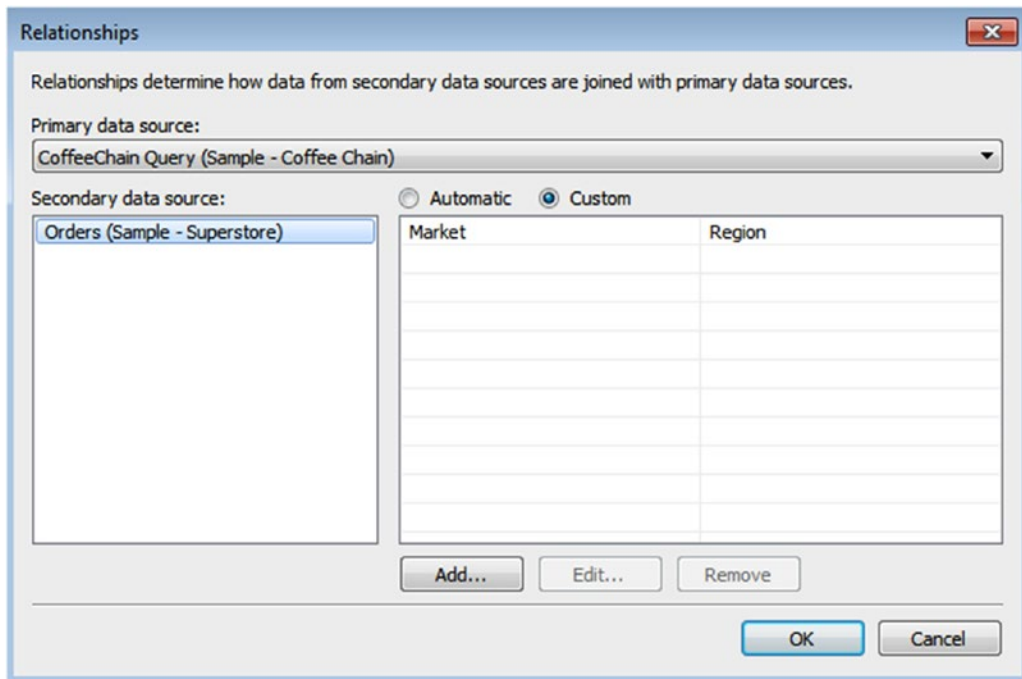 Relationships
Relationships determine how data from secondary data sources are joined with primary data sources.
Primary data source:
CoffeeChain Query (Sample - Coffee Chain)
Secondary data source:
Automatic Custom
Orders (Sample - Superstore)
Market Region
Add... Edit... Remove
OK Cancel